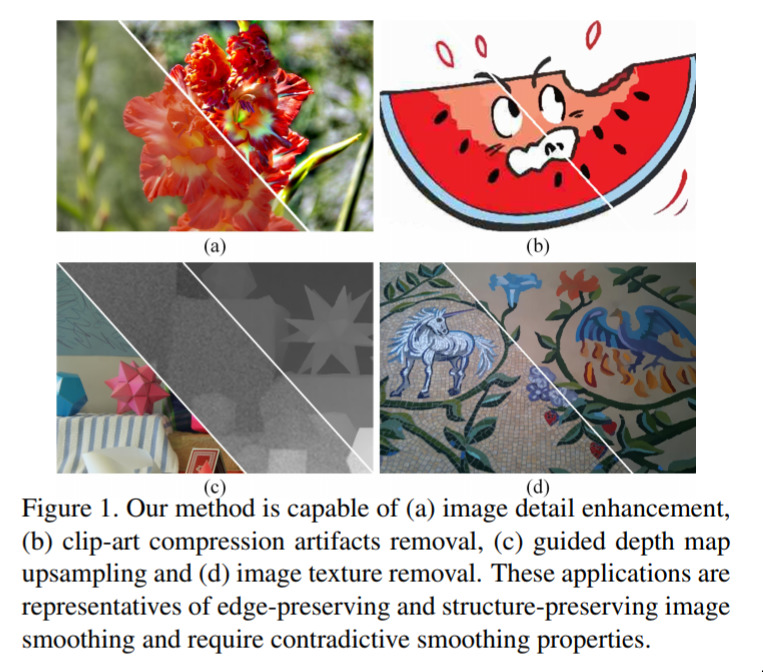 (a)
(b)
(c)
(d)
Figure 1. Our method is capable of (a) image detail enhancement,
(b) clip-art compression artifacts removal, (c) guided depth map
upsampling and (d) image texture removal. These applications are
representatives of edge-preserving and structure-preserving image
smoothing and require contradictive smoothing properties.